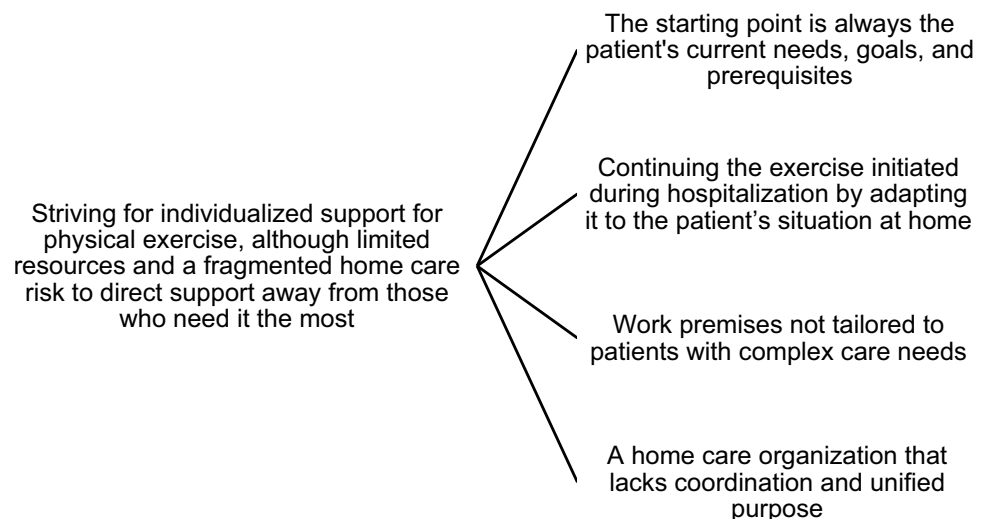 Striving for individualized support for
physical exercise, although limited
resources and a fragmented home care
risk to direct support away from those
who need it the most
The starting point is always the
patient's current needs, goals, and
prerequisites
Continuing the exercise initiated
during hospitalization by adapting
it to the patient’s situation at home
Work premises not tailored to
patients with complex care needs
A home care organization that
lacks coordination and unified
purpose